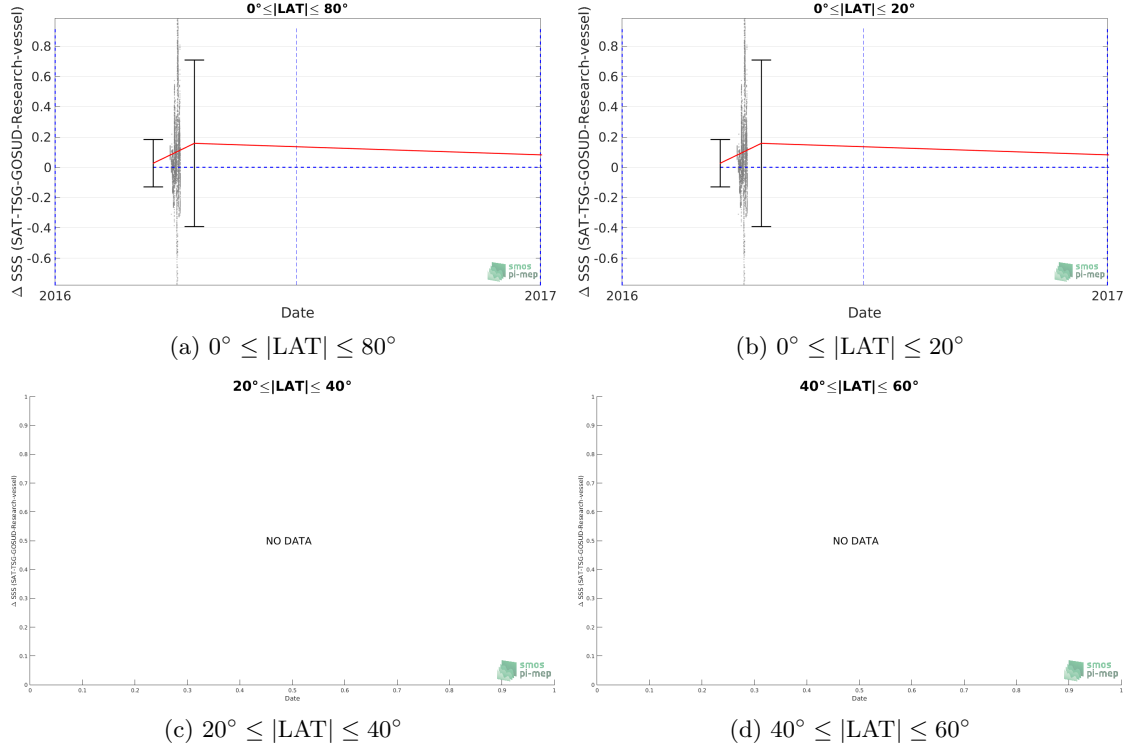 0°≤|LAT|≤ 80°
Δ SSS (SAT-TSG-GOSUD-Research-vessel)
0.8
0.6
0.4
0.2
0
-0.2
-0.4
-0.6
2016
2017
Date
smos
pi-mep
(a) 0° ≤ |LAT| ≤ 80°
0°≤|LAT|≤ 20°
Δ SSS (SAT-TSG-GOSUD-Research-vessel)
0.8
0.6
0.4
0.2
0
-0.2
-0.4
-0.6
2016
2017
Date
smos
pi-mep
(b) 0° ≤ |LAT| ≤ 20°
20°≤|LAT|≤ 40°
Δ SSS (SAT-TSG-GOSUD-Research-vessel)
1
0.9
0.8
0.7
0.6
0.5
0.4
0.3
0.2
0.1
0
NO DATA
0 0.1 0.2 0.3 0.4 0.5 0.6 0.7 0.8 0.9 1
Date
smos
pi-mep
(c) 20° ≤ |LAT| ≤ 40°
40°≤|LAT|≤ 60°
Δ SSS (SAT-TSG-GOSUD-Research-vessel)
1
0.9
0.8
0.7
0.6
0.5
0.4
0.3
0.2
0.1
0
NO DATA
0 0.1 0.2 0.3 0.4 0.5 0.6 0.7 0.8 0.9 1
Date
smos
pi-mep
(d) 40° ≤ |LAT| ≤ 60°